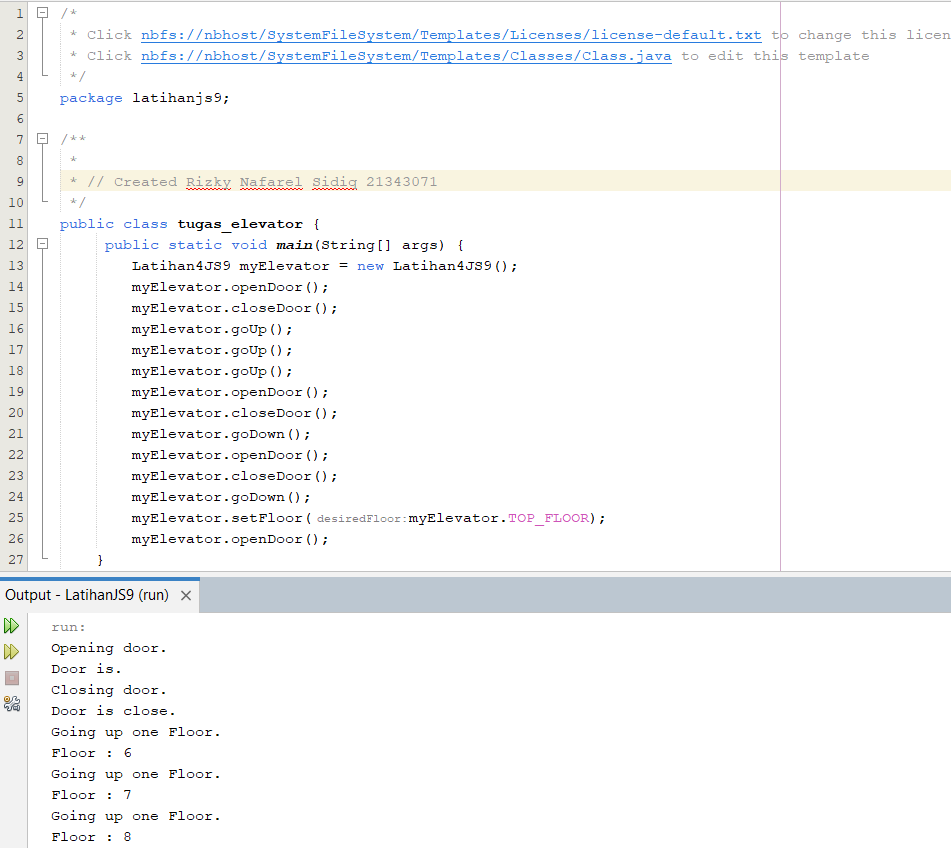 1 /*
2 * Click nbfs://nbhost/SystemFileSystem/Templates/Licenses/license-default.txt to change this licen
3 * Click nbfs://nbhost/SystemFileSystem/Templates/Classes/Class.java to edit this template
4 */
5 package latihanjs9;
6
7 /**
8 *
9 * // Created Rizky Nafarel Sidiq 21343071
10 */
11 public class tugas_elevator {
12 public static void main(String[] args) {
13 Latihan4JS9 myElevator = new Latihan4JS9();
14 myElevator.openDoor();
15 myElevator.closeDoor();
16 myElevator.goUp();
17 myElevator.goUp();
18 myElevator.goUp();
19 myElevator.openDoor();
20 myElevator.closeDoor();
21 myElevator.goDown();
22 myElevator.openDoor();
23 myElevator.closeDoor();
24 myElevator.goDown();
25 myElevator.setFloor( desiredFloor:myElevator.TOP_FLOOR);
26 myElevator.openDoor();
27 }
Output - LatihanJS9 (run) ×
run:
Opening door.
Door is.
Closing door.
Door is close.
Going up one Floor.
Floor : 6
Going up one Floor.
Floor : 7
Going up one Floor.
Floor : 8